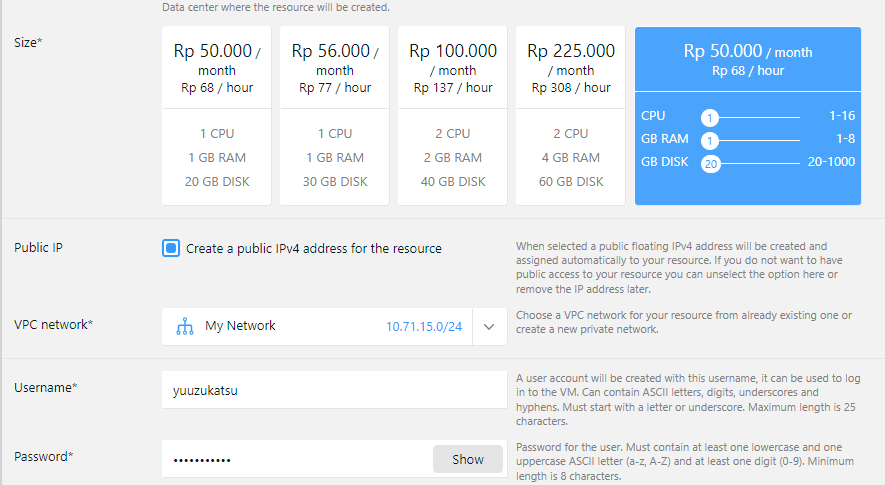 Data center where the resource will be created.
Size*
Rp 50.000 /
month
Rp 68 / hour
1 CPU
1 GB RAM
20 GB DISK
Rp 56.000 /
month
Rp 77 / hour
1 CPU
1 GB RAM
30 GB DISK
Rp 100.000
/ month
Rp 137 / hour
2 CPU
2 GB RAM
40 GB DISK
Rp 225.000
/ month
Rp 308 / hour
2 CPU
4 GB RAM
60 GB DISK
Rp 50.000 / month
Rp 68 / hour
CPU 1 1-16
GB RAM 1 1-8
GB DISK 20 20-1000
Public IP
Create a public IPv4 address for the resource
When selected a public floating IPv4 address will be created and
assigned automatically to your resource. If you do not want to have
public access to your resource you can unselect the option here or
remove the IP address later.
VPC network*
My Network 10.71.15.0/24
Choose a VPC network for your resource from already existing one or
create a new private network.
Username*
yuuzukatsu
A user account will be created with this username, it can be used to log
in to the VM. Can contain ASCII letters, digits, underscores and
hyphens. Must start with a letter or underscore. Maximum length is 25
characters.
Password*
•••••••••••
Show
Password for the user. Must contain at least one lowercase and one
uppercase ASCII letter (a-z, A-Z) and at least one digit (0-9). Minimum
length is 8 characters.